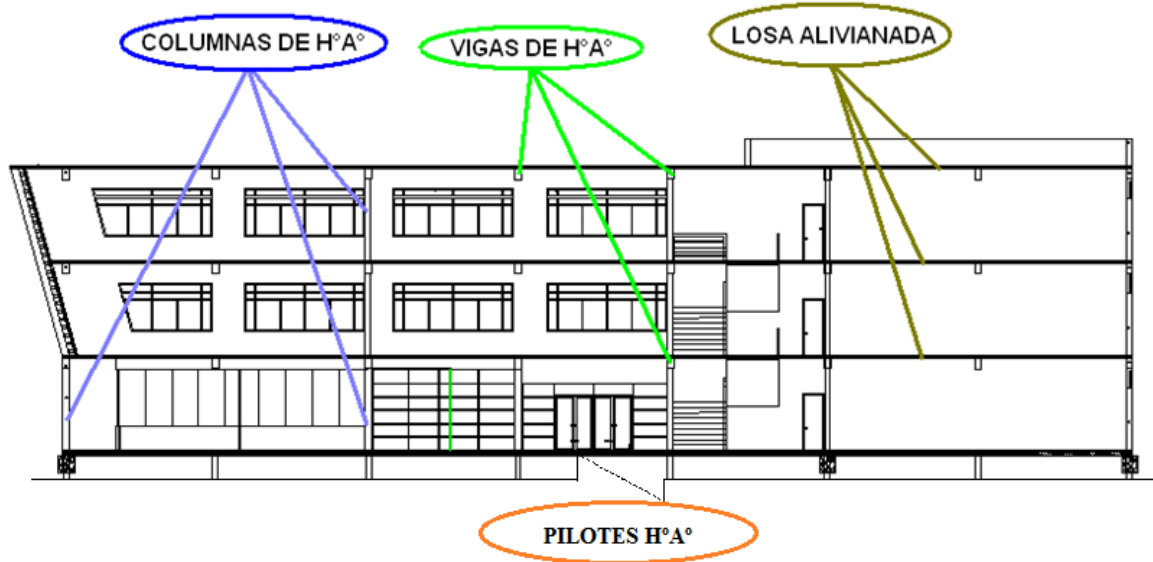 COLUMNAS DE H°A°
VIGAS DE H°A°
LOSA ALIVIANADA
PILOTES H°A°